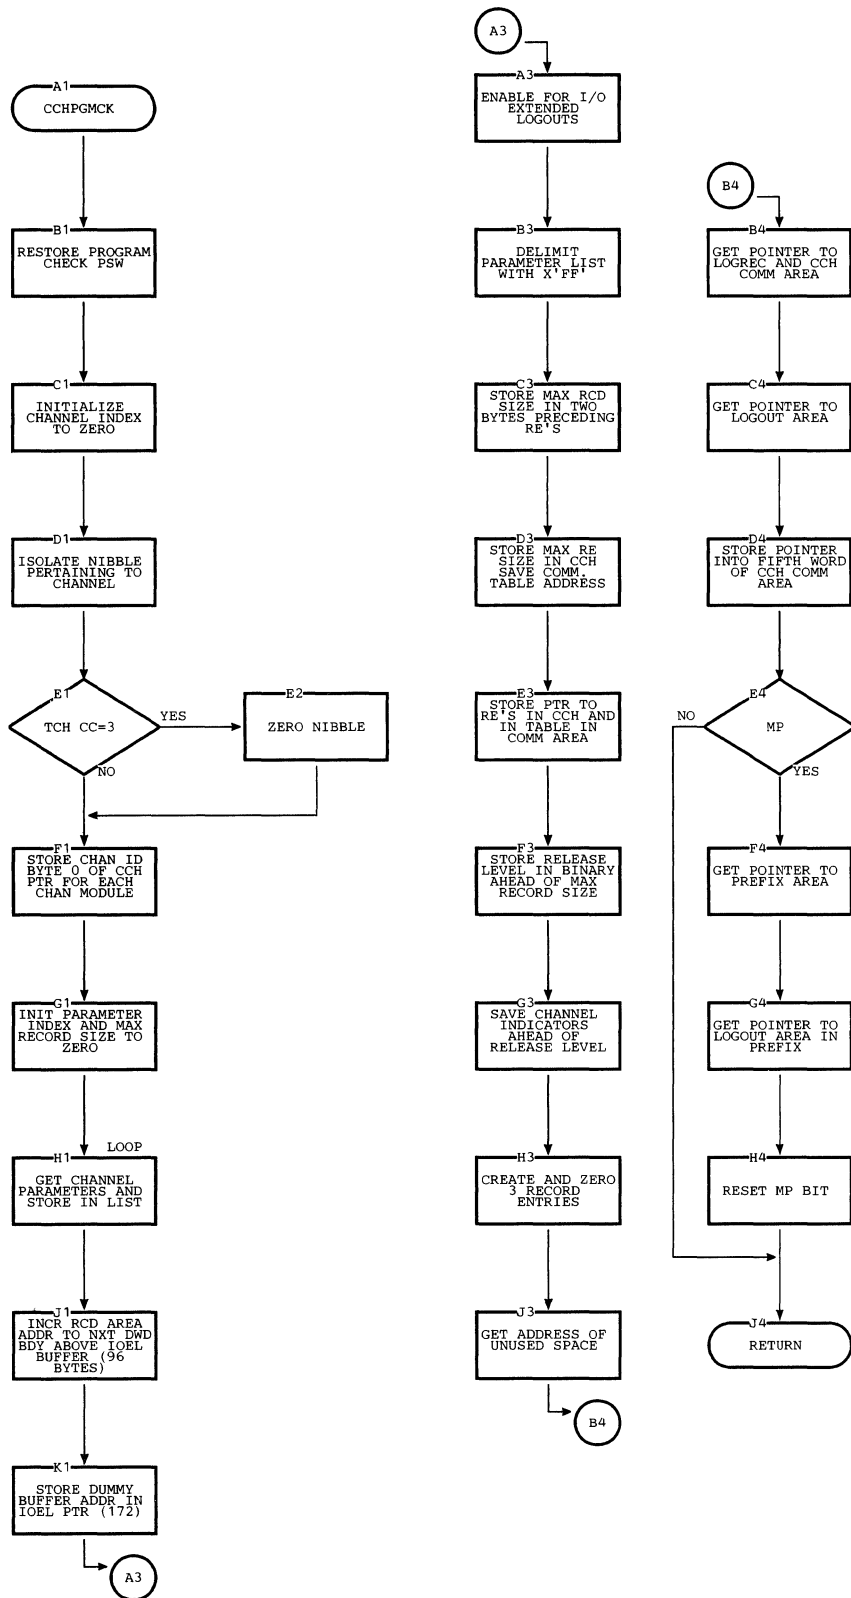 A1
CCHPGMCK
B1
RESTORE PROGRAM
CHECK PSW
C1
INITIALIZE
CHANNEL INDEX
TO ZERO
D1
ISOLATE NIBBLE
PERTAINING TO
CHANNEL
E1
TCH CC=3
YES
NO
E2
ZERO NIBBLE
F1
STORE CHAN ID
BYTE 0 OF CCH
PTR FOR EACH
CHAN MODULE
G1
INIT PARAMETER
INDEX AND MAX
RECORD SIZE TO
ZERO
LOOP
H1
GET CHANNEL
PARAMETERS AND
STORE IN LIST
J1
INCR RCD AREA
ADDR TO NXT DWD
BDY ABOVE IOEL
BUFFER (96
BYTES)
K1
STORE DUMMY
BUFFER ADDR IN
IOEL PTR (172)
A3
A3
A3
ENABLE FOR I/O
EXTENDED
LOGOUTS
B3
DELIMIT
PARAMETER LIST
WITH X'FF'
C3
STORE MAX RCD
SIZE IN TWO
BYTES PRECEDING
RE'S
D3
STORE MAX RE
SIZE IN CCH
SAVE COMM.
TABLE ADDRESS
E3
STORE PTR TO
RE'S IN CCH AND
IN TABLE IN
COMM AREA
F3
STORE RELEASE
LEVEL IN BINARY
AHEAD OF MAX
RECORD SIZE
G3
SAVE CHANNEL
INDICATORS
AHEAD OF
RELEASE LEVEL
H3
CREATE AND ZERO
3 RECORD
ENTRIES
J3
GET ADDRESS OF
UNUSED SPACE
B4
B4
B4
GET POINTER TO
LOGREC AND CCH
COMM AREA
C4
GET POINTER TO
LOGOUT AREA
D4
STORE POINTER
INTO FIFTH WORD
OF CCH COMM
AREA
E4
NO
MP
YES
F4
GET POINTER TO
PREFIX AREA
G4
GET POINTER TO
LOGOUT AREA IN
PREFIX
H4
RESET MP BIT
J4
RETURN